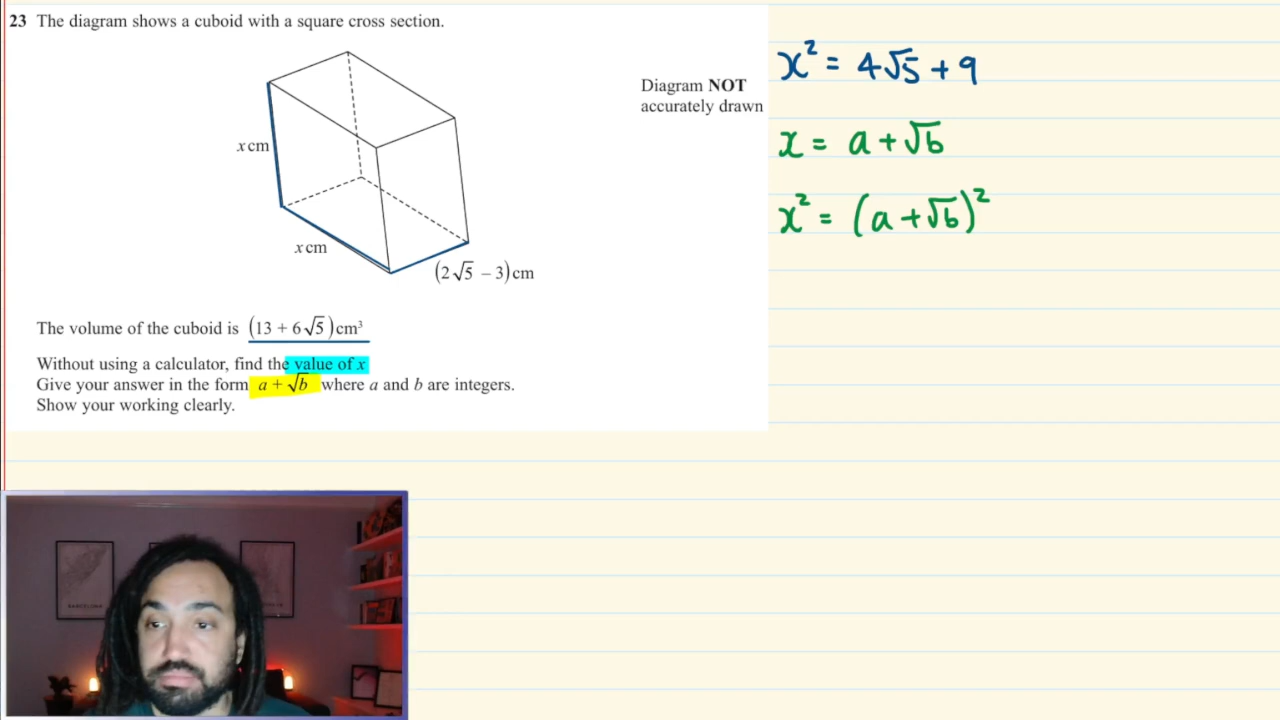 23 The diagram shows a cuboid with a square cross section.
Diagram NOT
accurately drawn
x cm
x cm
(2√5 – 3) cm
The volume of the cuboid is (13 + 6√5) cm³
Without using a calculator, find the value of x
Give your answer in the form a + √b where a and b are integers.
Show your working clearly.
x² = 4√5 + 9
x = a + √b
x² = (a + √b)²